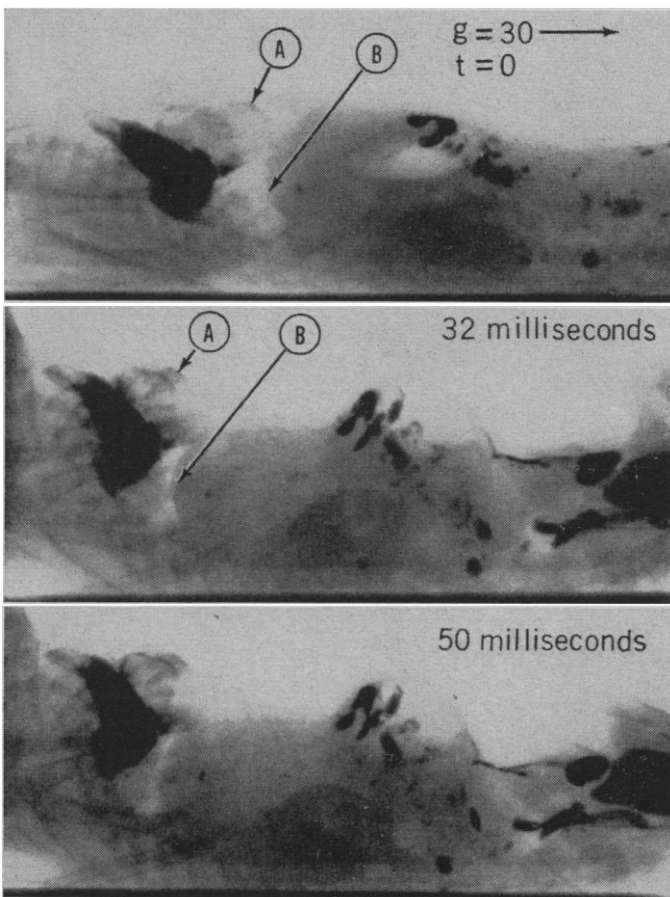 A
B
g = 30 →
t = 0
A
B
32 milliseconds
50 milliseconds